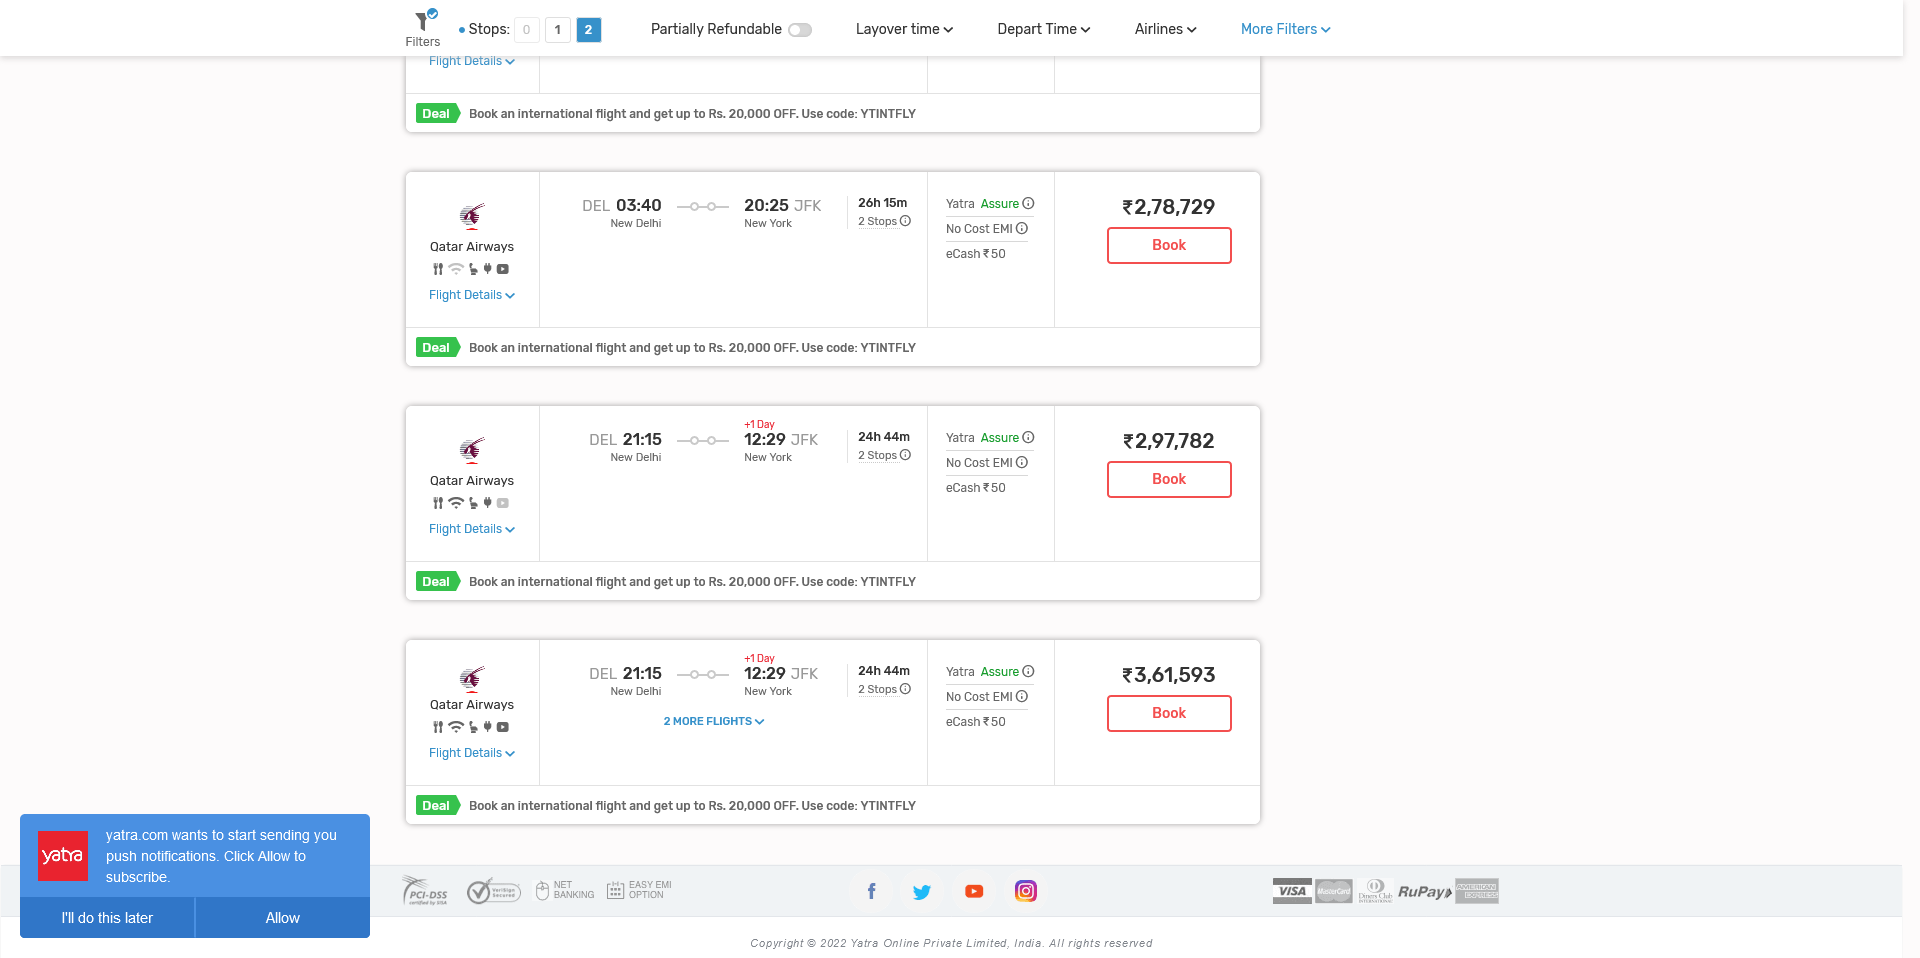 Filters
Stops: 0 1 2
Partially Refundable
Layover time
Depart Time
Airlines
More Filters
Flight Details
Deal Book an international flight and get up to Rs. 20,000 OFF. Use code: YTINTFLY
Qatar Airways
Flight Details
DEL 03:40
New Delhi
20:25 JFK
New York
26h 15m
2 Stops
Yatra Assure
No Cost EMI
eCash ₹50
₹2,78,729
Book
Deal Book an international flight and get up to Rs. 20,000 OFF. Use code: YTINTFLY
Qatar Airways
Flight Details
DEL 21:15
New Delhi
+1 Day
12:29 JFK
New York
24h 44m
2 Stops
Yatra Assure
No Cost EMI
eCash ₹50
₹2,97,782
Book
Deal Book an international flight and get up to Rs. 20,000 OFF. Use code: YTINTFLY
Qatar Airways
Flight Details
DEL 21:15
New Delhi
+1 Day
12:29 JFK
New York
2 MORE FLIGHTS
24h 44m
2 Stops
Yatra Assure
No Cost EMI
eCash ₹50
₹3,61,593
Book
Deal Book an international flight and get up to Rs. 20,000 OFF. Use code: YTINTFLY
yatra
yatra.com wants to start sending you
push notifications. Click Allow to
subscribe.
I'll do this later
Allow
PCI-DSS
certified by VISA
VeriSign
Secured
NET
BANKING
EASY EMI
OPTION
VISA
MasterCard
Diners Club
INTERNATIONAL
RuPay
AMERICAN
EXPRESS
Copyright © 2022 Yatra Online Private Limited, India. All rights reserved